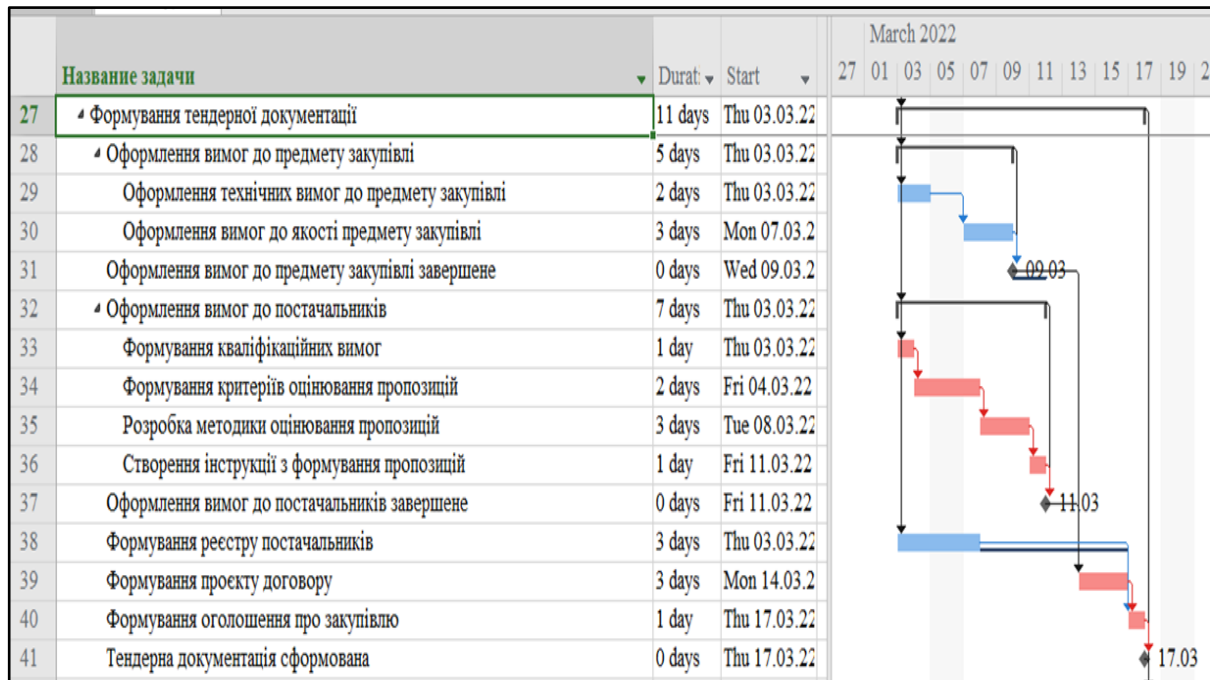 March 2022
Название задачи Durat: Start 27 01 03 05 07 09 11 13 15 17 19 2
27 Формування тендерної документації 11 days Thu 03.03.22
28 Оформлення вимог до предмету закупівлі 5 days Thu 03.03.22
29 Оформлення технічних вимог до предмету закупівлі 2 days Thu 03.03.22
30 Оформлення вимог до якості предмету закупівлі 3 days Mon 07.03.2
31 Оформлення вимог до предмету закупівлі завершене 0 days Wed 09.03.2 09.03
32 Оформлення вимог до постачальників 7 days Thu 03.03.22
33 Формування кваліфікаційних вимог 1 day Thu 03.03.22
34 Формування критеріїв оцінювання пропозицій 2 days Fri 04.03.22
35 Розробка методики оцінювання пропозицій 3 days Tue 08.03.22
36 Створення інструкції з формування пропозицій 1 day Fri 11.03.22
37 Оформлення вимог до постачальників завершене 0 days Fri 11.03.22 11.03
38 Формування реєстру постачальників 3 days Thu 03.03.22
39 Формування проєкту договору 3 days Mon 14.03.2
40 Формування оголошення про закупівлю 1 day Thu 17.03.22
41 Тендерна документація сформована 0 days Thu 17.03.22 17.03